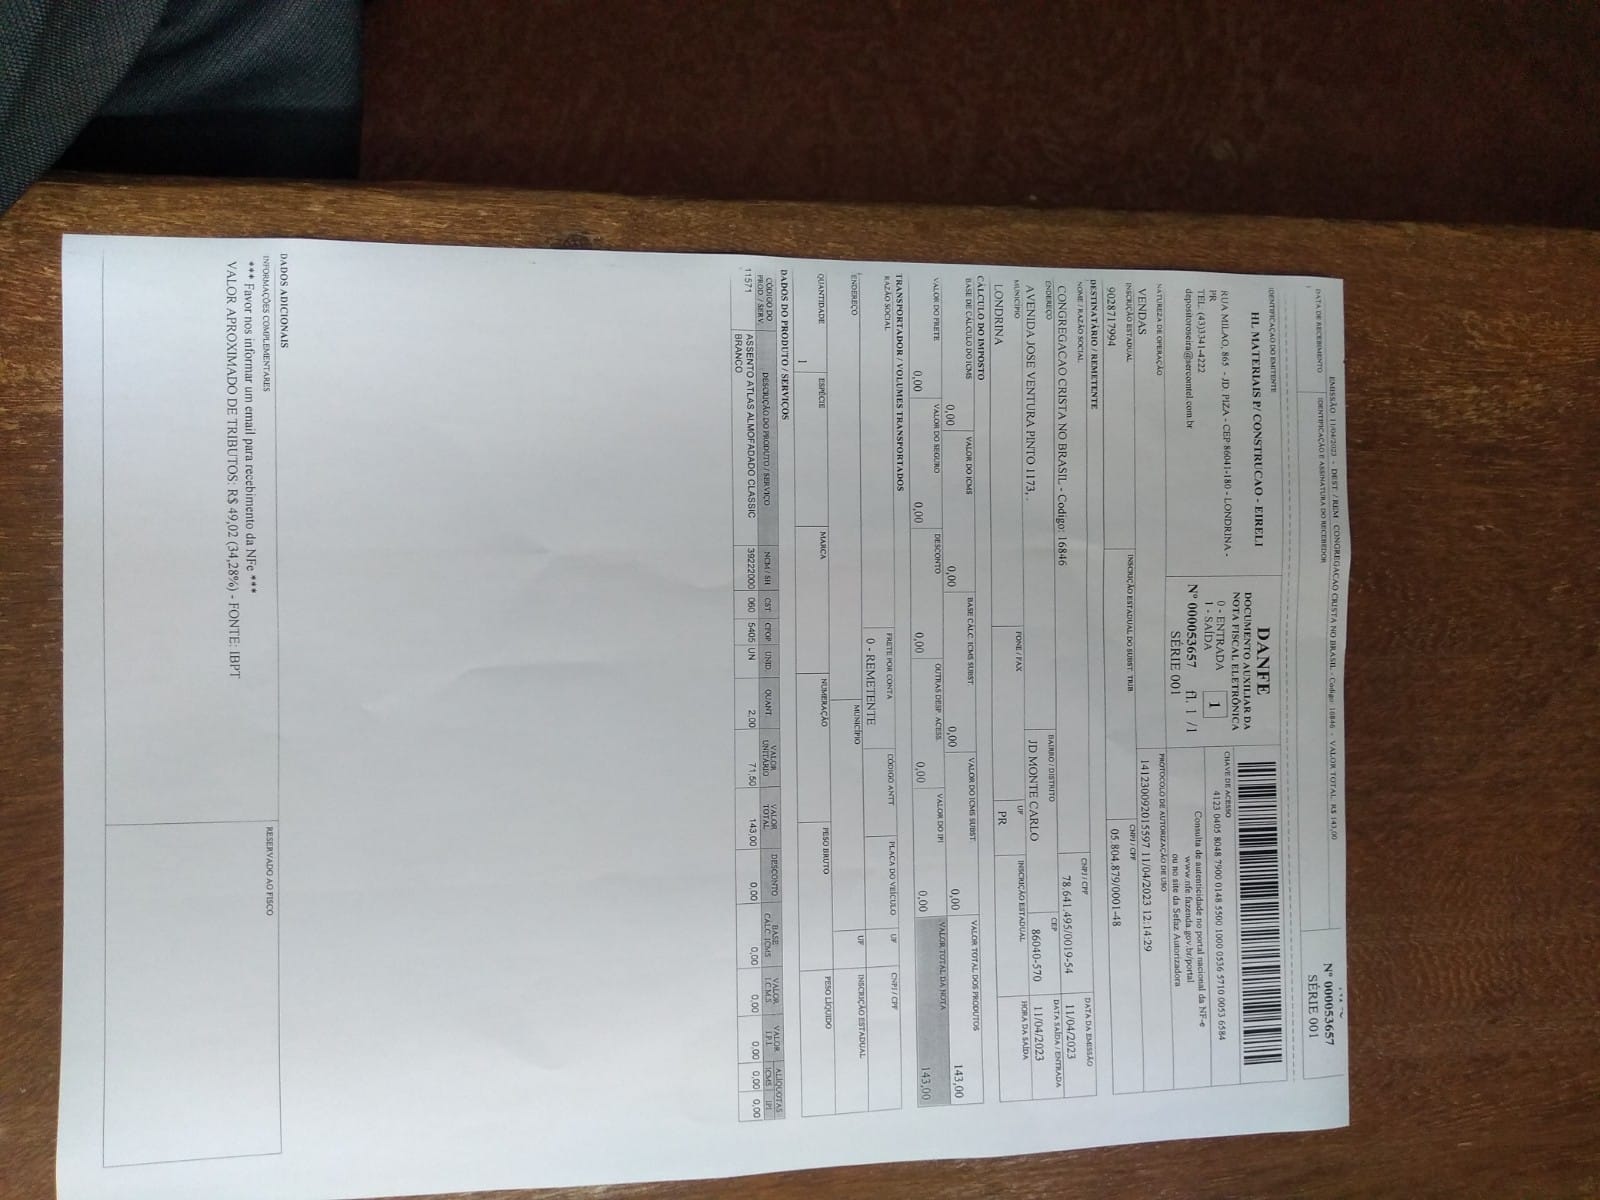 EMISSÃO: 11/04/2023 - DEST. / REM. CONGREGACAO CRISTA NO BRASIL - Codigo: 16846 - VALOR TOTAL: R$ 143,00
DATA DE RECEBIMENTO
IDENTIFICAÇÃO E ASSINATURA DO RECEBEDOR
Nº 000053657
SÉRIE 001
IDENTIFICAÇÃO DO EMITENTE
HL MATERIAIS P/ CONSTRUCAO - EIRELI
RUA MILAO, 865 - JD. PIZA - CEP:86041-180 - LONDRINA -
PR
TEL: (43)3341-4222
depositoroseira@sercomtel.com.br
DANFE
DOCUMENTO AUXILIAR DA
NOTA FISCAL ELETRÔNICA
0 - ENTRADA
1 - SAÍDA
1
Nº 000053657 fl. 1 /1
SÉRIE 001
CHAVE DE ACESSO
4123 0405 8048 7900 0148 5500 1000 0536 5710 0053 6584
Consulta de autenticidade no portal nacional da NF-e
www.nfe.fazenda.gov.br/portal
ou no site da Sefaz Autorizadora
NATUREZA DE OPERAÇÃO
VENDAS
PROTOCOLO DE AUTORIZAÇÃO DE USO
141230092015597 11/04/2023 12:14:29
INSCRIÇÃO ESTADUAL
9028717994
INSCRIÇÃO ESTADUAL DO SUBST. TRIB.
CNPJ / CPF
05.804.879/0001-48
DESTINATÁRIO / REMETENTE
NOME / RAZÃO SOCIAL
CONGREGACAO CRISTA NO BRASIL - Codigo: 16846
CNPJ / CPF
78.641.495/0019-54
DATA DA EMISSÃO
11/04/2023
ENDEREÇO
AVENIDA JOSE VENTURA PINTO 1173, .
BAIRRO / DISTRITO
JD MONTE CARLO
CEP
86040-570
DATA SAÍDA / ENTRADA
11/04/2023
MUNICÍPIO
LONDRINA
FONE / FAX
UF
PR
INSCRIÇÃO ESTADUAL
HORA DA SAÍDA
CÁLCULO DO IMPOSTO
BASE DE CÁLCULO DO ICMS
0,00
VALOR DO ICMS
0,00
BASE CÁLC. ICMS SUBST.
0,00
VALOR DO ICMS SUBST.
0,00
VALOR TOTAL DOS PRODUTOS
143,00
VALOR DO FRETE
0,00
VALOR DO SEGURO
0,00
DESCONTO
0,00
OUTRAS DESP. ACESS.
0,00
VALOR DO IPI
0,00
VALOR TOTAL DA NOTA
143,00
TRANSPORTADOR / VOLUMES TRANSPORTADOS
RAZÃO SOCIAL
FRETE POR CONTA
0 - REMETENTE
CÓDIGO ANTT
PLACA DO VEÍCULO
UF
CNPJ / CPF
ENDEREÇO
MUNICÍPIO
UF
INSCRIÇÃO ESTADUAL
QUANTIDADE
1
ESPÉCIE
MARCA
NUMERAÇÃO
PESO BRUTO
PESO LÍQUIDO
DADOS DO PRODUTO / SERVIÇOS
CÓDIGO DO PROD. / SERV. DESCRIÇÃO DO PRODUTO / SERVIÇO NCM / SH CST CFOP UNID. QUANT. VALOR UNITÁRIO VALOR TOTAL DESCONTO BASE CÁLC. ICMS VALOR I.C.M.S. VALOR I.P.I. ALÍQUOTAS ICMS IPI
11571 ASSENTO ATLAS ALMOFADADO CLASSIC 39222000 060 5405 UN 2,00 71,50 143,00 0,00 0,00 0,00 0,00 0,00 0,00
BRANCO
DADOS ADICIONAIS
INFORMAÇÕES COMPLEMENTARES
*** Favor nos informar um email para recebimento da NFe ***
VALOR APROXIMADO DE TRIBUTOS: R$ 49,02 (34,28%) - FONTE: IBPT
RESERVADO AO FISCO